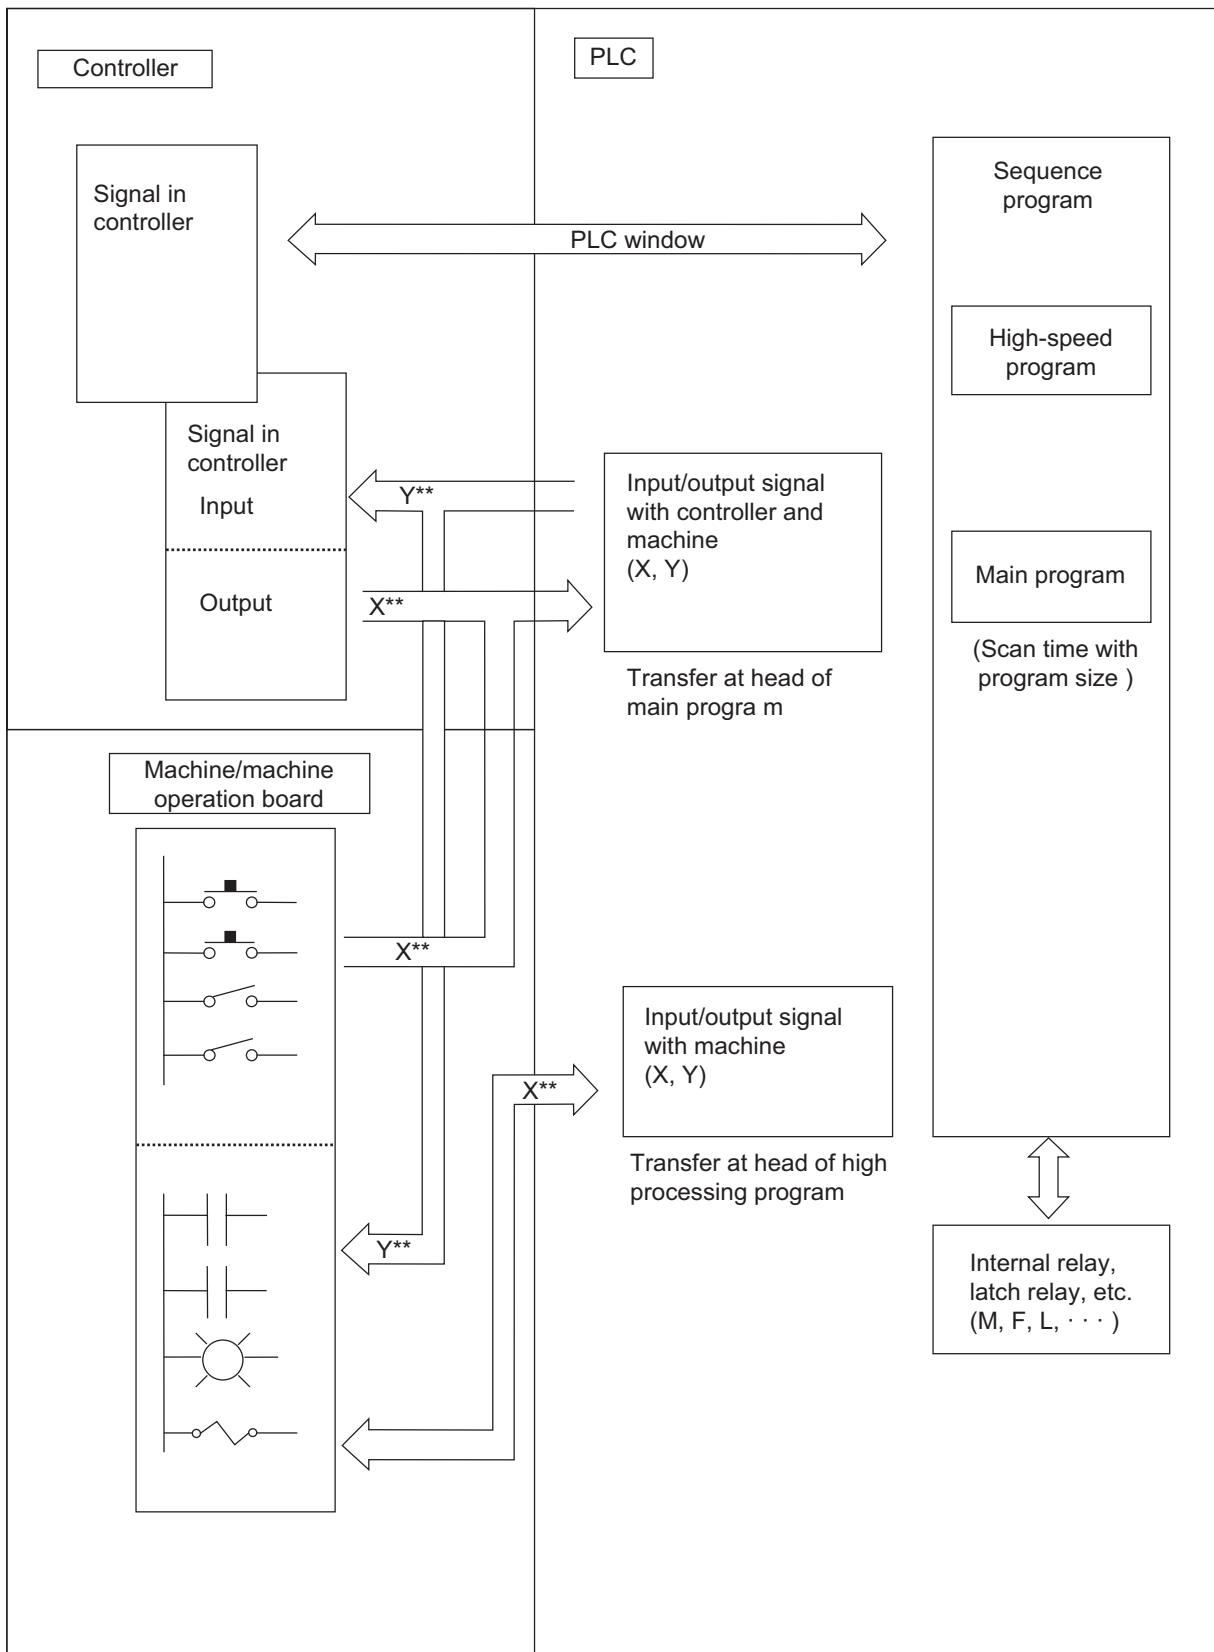 Controller
PLC
Signal in
controller
PLC window
Sequence
program
High-speed
program
Signal in
controller
Input
Y**
Input/output signal
with controller and
machine
(X, Y)
Output
X**
Main program
(Scan time with
program size )
Transfer at head of
main progra m
Machine/machine
operation board
X**
Input/output signal
with machine
(X, Y)
X**
Transfer at head of high
processing program
Y**
Internal relay,
latch relay, etc.
(M, F, L, · · · )